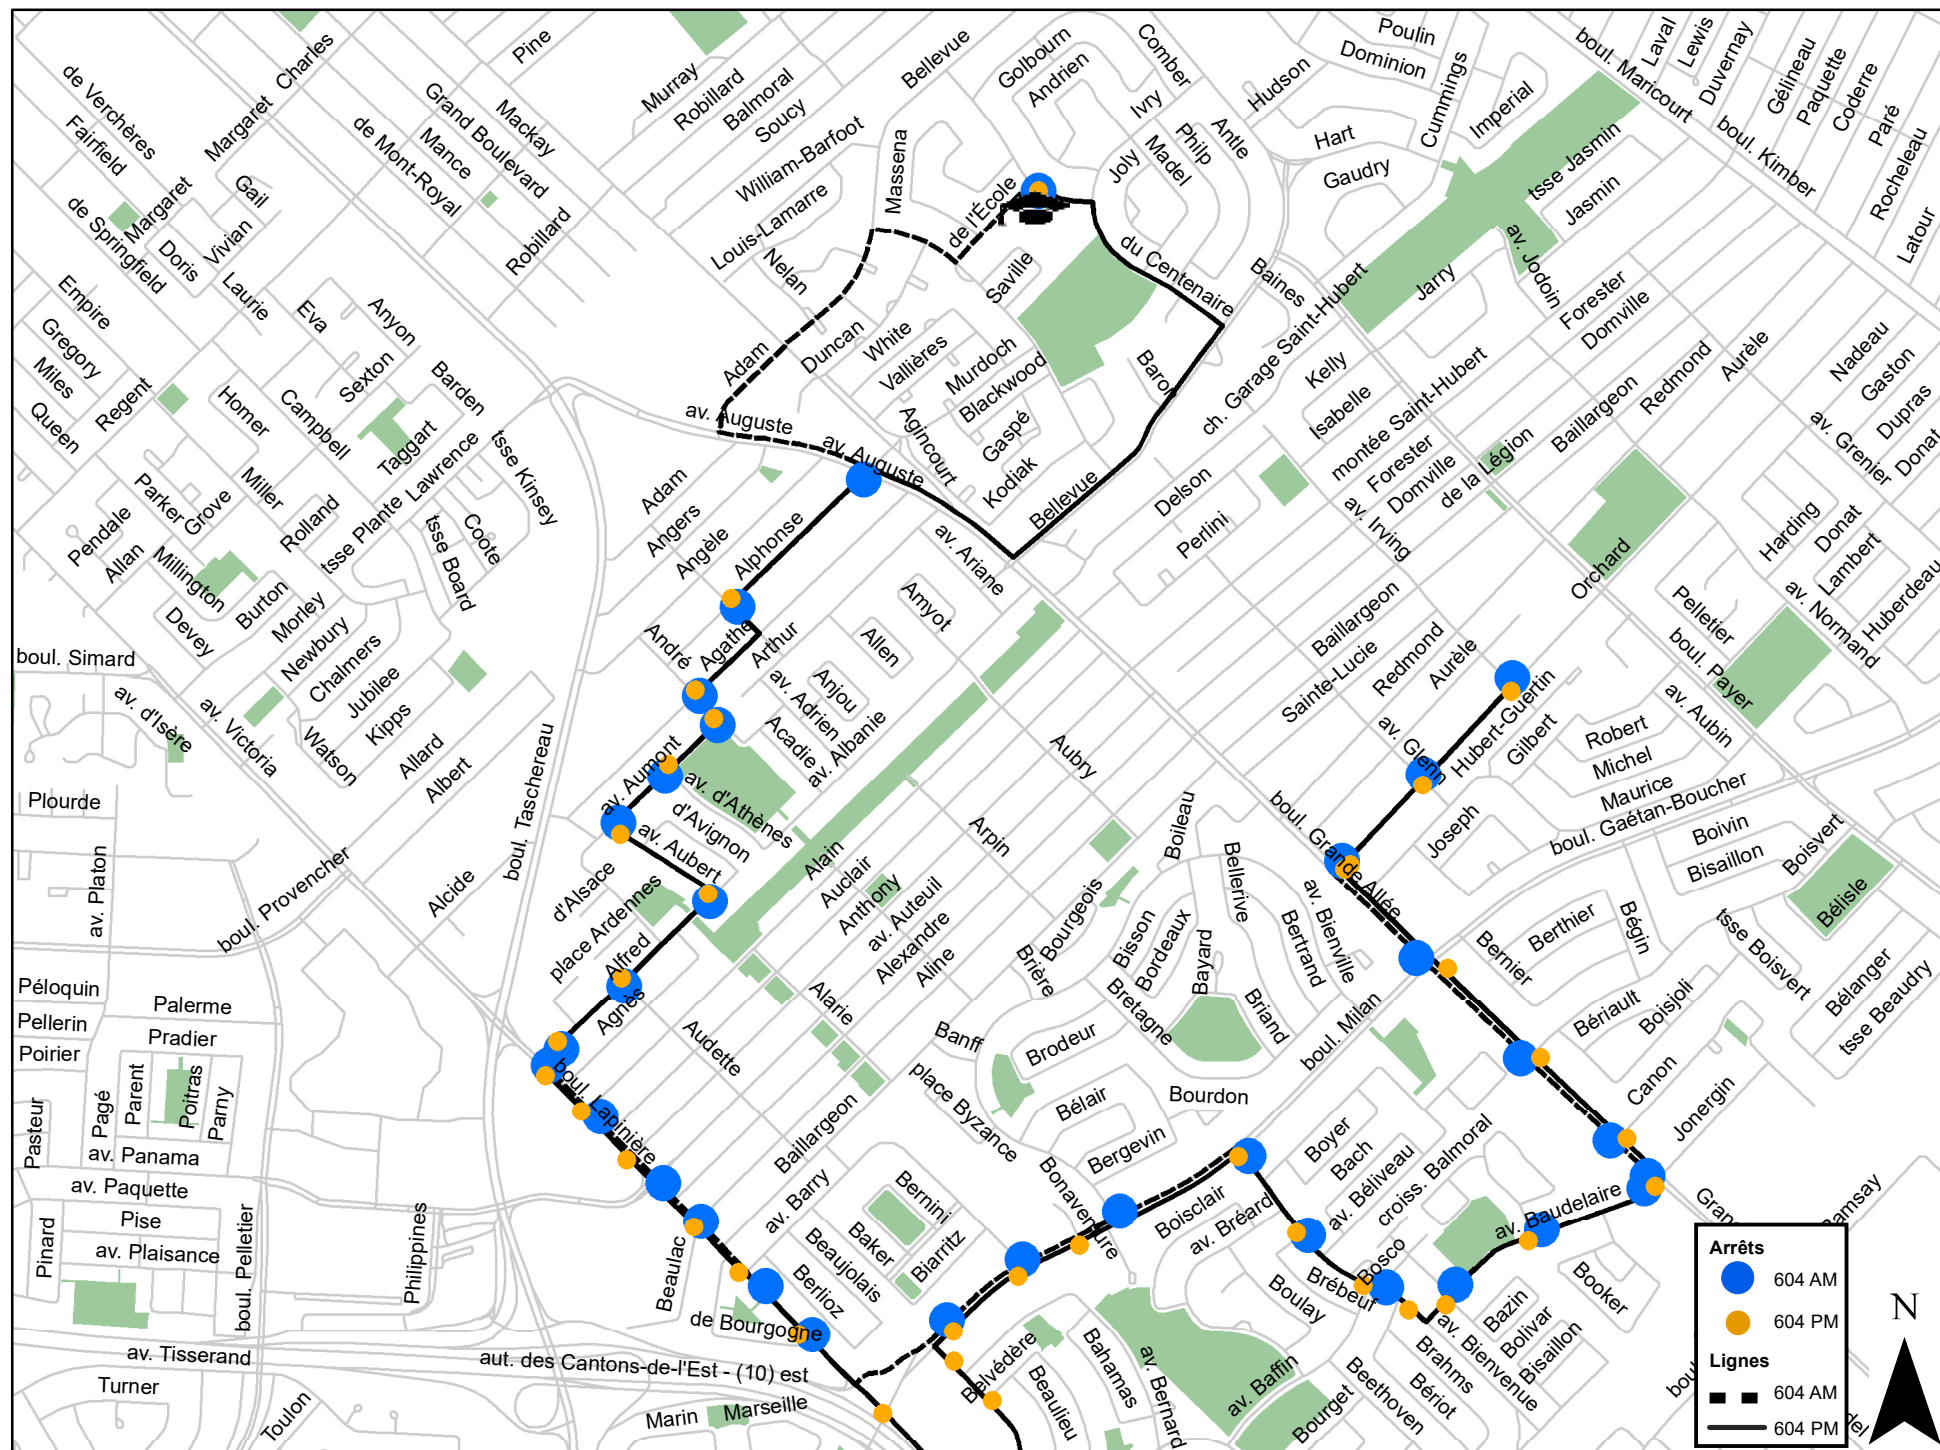 de Verchères
Fairfield
Margaret
Charles
Pine
Grand Boulevard
Mackay
Mance
de Mont-Royal
Murray
Robillard
Balmoral
Soucy
Bellevue
Golbourn
Andrien
Comber
Ivry
Hudson
Poulin
Dominion
Cummings
Imperial
boul. Maricourt
Laval
Lewis
Duvernay
Gélineau
Paquette
Coderre
Paré
Rocheleau
Latour
boul. Kimber
William-Barfoot
Massena
Louis-Lamarre
Nelan
de l'École
Joly
Madel
Philp
Antle
Hart
Gaudry
tsse Jasmin
Jasmin
av. Jodoin
Margaret
Gail
Vivian
Doris
de Springfield
Laurie
Robillard
Saville
du Centenaire
Baines
ch. Garage Saint-Hubert
Jarry
Forester
Domville
Empire
Gregory
Miles
Queen
Regent
Eva
Anyon
Sexton
Barden
Homer
Campbell
Taggart
tsse Plante
Lawrence
tsse Kinsey
Adam
Duncan
White
Vallières
Murdoch
Blackwood
Baron
Kelly
Isabelle
montée Saint-Hubert
Redmond
Aurèle
Baillargeon
Nadeau
Gaston
Dupras
Donat
av. Grenier
av. Auguste
av. Auguste
Agincourt
Gaspé
Kodiak
Bellevue
Delson
Perlini
Forester
Domville
de la Légion
av. Irving
Parker
Grove
Miller
Rolland
Pendale
Allan
Millington
Burton
Devey
Morley
Newbury
Chalmers
Jubilee
Kipps
Watson
Allard
Albert
tsse Board
Coote
Adam
Angers
Angèle
Alphonse
av. Ariane
Amyot
Allen
André
Agathe
Arthur
Anjou
av. Adrien
Acadie
av. Albanie
Harding
Donat
Lambert
Huberdeau
av. Normand
Orchard
Pelletier
boul. Payer
av. Aubin
Baillargeon
Sainte-Lucie
Redmond
Aurèle
av. Glenn
Hubert-Guertin
Gilbert
Robert
Michel
Maurice
boul. Gaétan-Boucher
Joseph
Boivin
Bisaillon
Boisvert
Bélisle
boul. Simard
av. d'Isère
av. Victoria
boul. Taschereau
av. Aumont
av. d'Athènes
d'Avignon
av. Aubert
d'Alsace
place Ardennes
Alfred
Agnès
Alain
Auclair
Anthony
av. Auteuil
Alexandre
Aline
Arpin
Aubry
Boileau
Bellerive
boul. Grande Allée
av. Bienville
Bertrand
Bourgeois
Bisson
Bordeaux
Bayard
Briand
Brière
Bretagne
Bernier
Berthier
Bégin
tsse Boisvert
Bélanger
tsse Beaudry
Bériault
Boisjoli
Canon
Jonergin
boul. Milan
Plourde
av. Platon
boul. Provencher
Alcide
Péloquin
Pellerin
Poirier
Palerme
Pradier
Pasteur
Pagé
Parent
Poitras
Parny
av. Panama
av. Paquette
Pise
av. Plaisance
Pinard
boul. Pelletier
Philippines
boul. Lapinière
Audette
Alarie
Banff
place Byzance
Brodeur
Bélair
Bergevin
Bourdon
Baillargeon
av. Barry
Bernini
Baker
Biarritz
Beaujolais
Berlioz
Beaulac
de Bourgogne
Bonaventure
Boisclair
av. Bréard
Boyer
Bach
av. Béliveau
croiss. Balmoral
Bosco
Brébeuf
Boulay
av. Baudelaire
Booker
Bazin
Bolivar
Bisaillon
av. Bienvenue
Brahms
Bériot
Beethoven
Bourget
av. Baffin
av. Bernard
Bahamas
Belvédère
Beaulieu
av. Tisserand
Turner
Toulon
aut. des Cantons-de-l'Est - (10) est
Marin
Marseille
Ramsay
Arrêts
604 AM
604 PM
Lignes
604 AM
604 PM
N